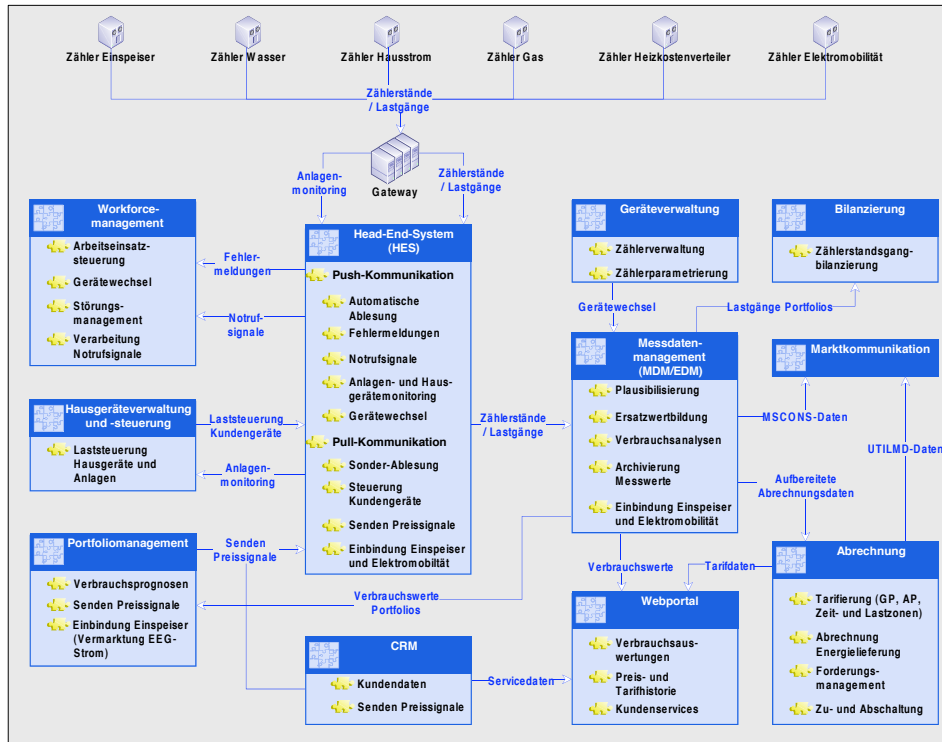 Zähler Einspeiser
Zähler Wasser
Zähler Hausstrom
Zähler Gas
Zähler Heizkostenverteiler
Zähler Elektromobilität
Zählerstände
/ Lastgänge
Anlagen-
monitoring
Gateway
Zählerstände
/ Lastgänge
Workforce-
management
Arbeitseinsatz-
steuerung
Gerätewechsel
Störungs-
management
Verarbeitung
Notrufsignale
Fehler-
meldungen
Notruf-
signale
Head-End-System
(HES)
Push-Kommunikation
Automatische
Ablesung
Fehlermeldungen
Notrufsignale
Anlagen- und Haus-
gerätemonitoring
Gerätewechsel
Pull-Kommunikation
Sonder-Ablesung
Steuerung
Kundengeräte
Senden Preissignale
Einbindung Einspeiser
und Elektromobiltät
Geräteverwaltung
Zählerverwaltung
Zählerparametrierung
Bilanzierung
Zählerstandsgang-
bilanzierung
Gerätewechsel
Lastgänge Portfolios
Messdaten-
management
(MDM/EDM)
Plausibilisierung
Ersatzwertbildung
Verbrauchsanalysen
Archivierung
Messwerte
Einbindung Einspeiser
und Elektromobilität
Marktkommunikation
MSCONS-Daten
UTILMD-Daten
Aufbereitete
Abrechnungsdaten
Hausgeräteverwaltung
und -steuerung
Laststeuerung
Hausgeräte und
Anlagen
Laststeuerung
Kundengeräte
Anlagen-
monitoring
Zählerstände
/ Lastgänge
Portfoliomanagement
Verbrauchsprognosen
Senden Preissignale
Einbindung Einspeiser
(Vermarktung EEG-
Strom)
Senden
Preissignale
Verbrauchswerte
Portfolios
Verbrauchswerte
Tarifdaten
Abrechnung
Tarifierung (GP, AP,
Zeit- und Lastzonen)
Abrechnung
Energielieferung
Forderungs-
management
Zu- und Abschaltung
Webportal
Verbrauchsaus-
wertungen
Preis- und
Tarifhistorie
Kundenservices
CRM
Kundendaten
Senden Preissignale
Servicedaten